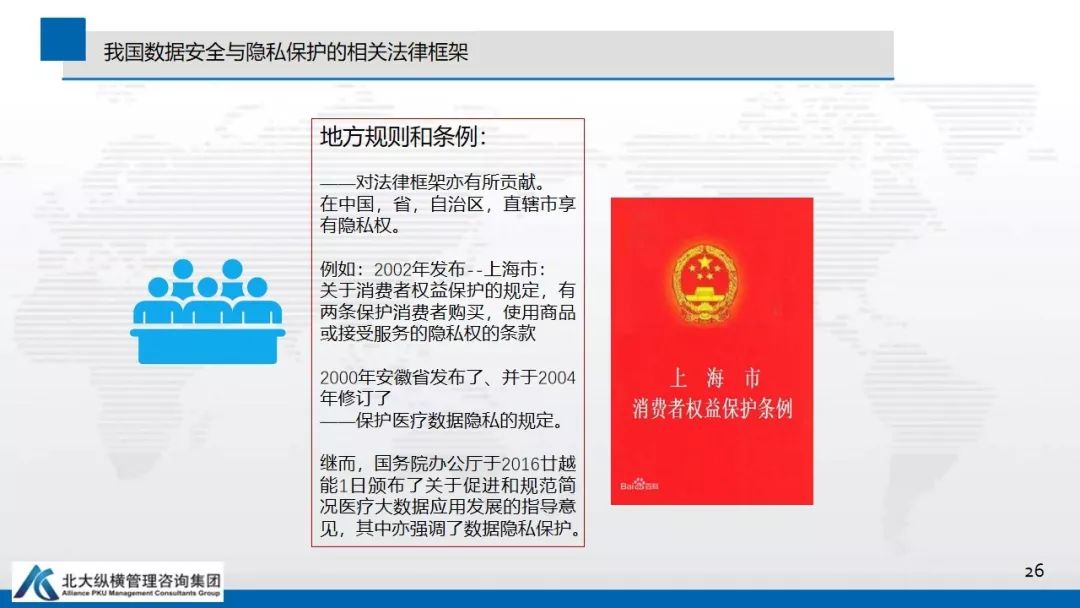 我国数据安全与隐私保护的相关法律框架
地方规则和条例：
——对法律框架亦有所贡献。
在中国，省，自治区，直辖市享
有隐私权。
例如：2002年发布--上海市：
关于消费者权益保护的规定，有
两条保护消费者购买，使用商品
或接受服务的隐私权的条款
2000年安徽省发布了、并于2004
年修订了
——保护医疗数据隐私的规定。
继而，国务院办公厅于2016廿越
能1日颁布了关于促进和规范简
况医疗大数据应用发展的指导意
见，其中亦强调了数据隐私保护。
上海市
消费者权益保护条例
Bai百科
北大纵横管理咨询集团
Alliance PKU Management Consultants Group
26